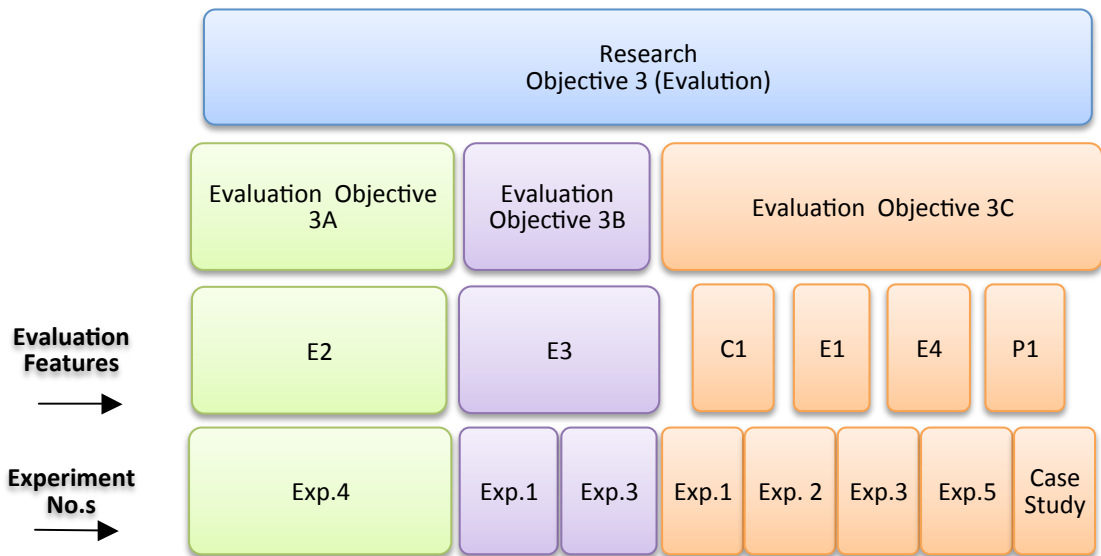 Research
Objective 3 (Evalution)
Evaluation Objective
3A
Evaluation
Objective 3B
Evaluation Objective 3C
Evaluation
Features
E2
E3
C1
E1
E4
P1
Experiment
No.s
Exp.4
Exp.1
Exp.3
Exp.1
Exp. 2
Exp.3
Exp.5
Case
Study